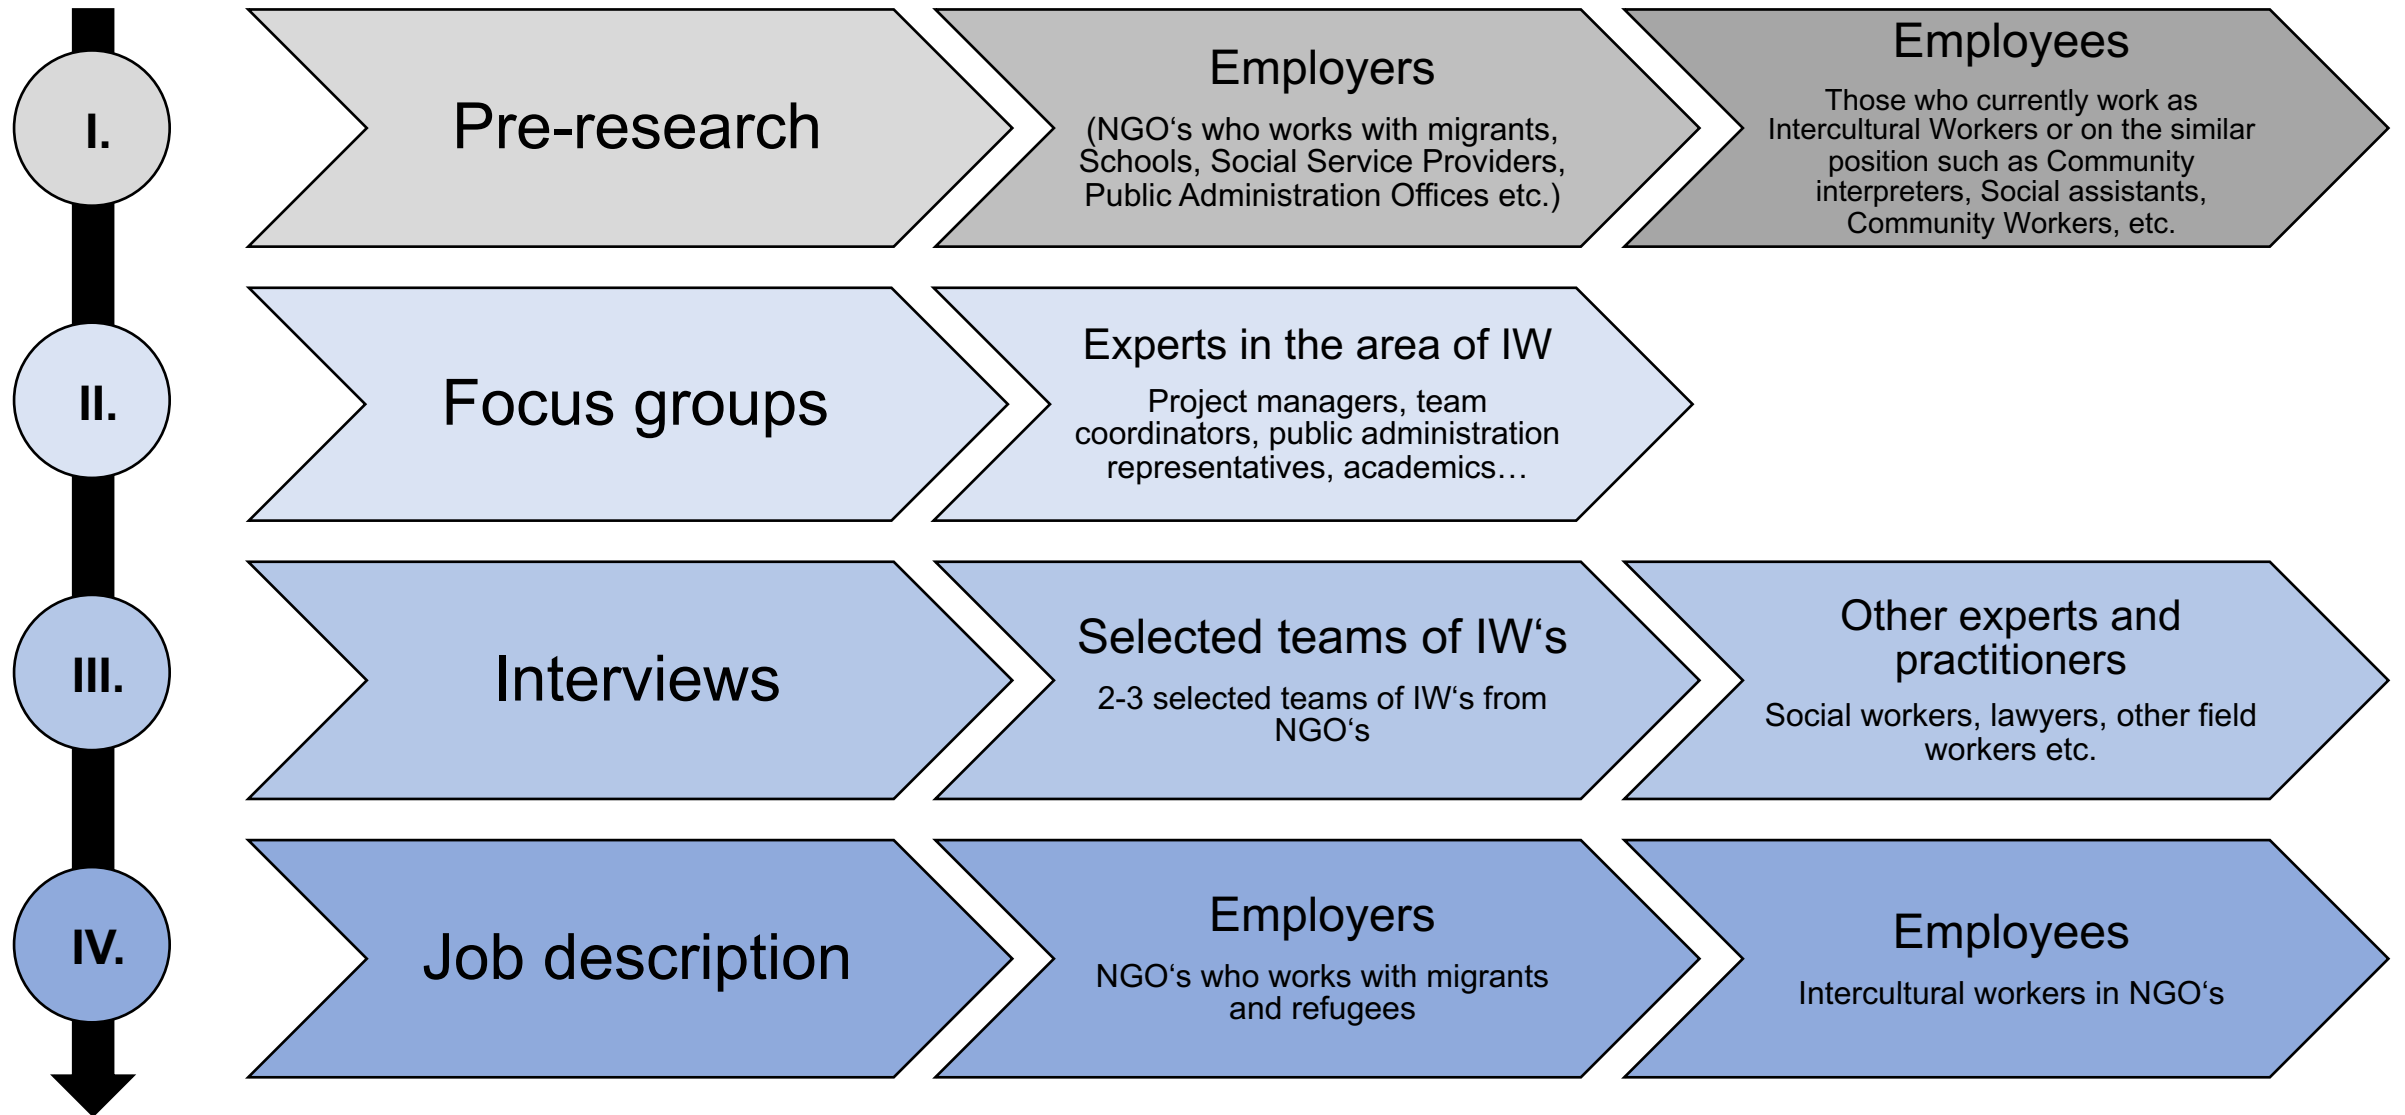 I.
Pre-research
Employers
(NGO‘s who works with migrants,
Schools, Social Service Providers,
Public Administration Offices etc.)
Employees
Those who currently work as
Intercultural Workers or on the similar
position such as Community
interpreters, Social assistants,
Community Workers, etc.
II.
Focus groups
Experts in the area of IW
Project managers, team
coordinators, public administration
representatives, academics…
III.
Interviews
Selected teams of IW‘s
2-3 selected teams of IW‘s from
NGO‘s
Other experts and
practitioners
Social workers, lawyers, other field
workers etc.
IV.
Job description
Employers
NGO‘s who works with migrants
and refugees
Employees
Intercultural workers in NGO‘s